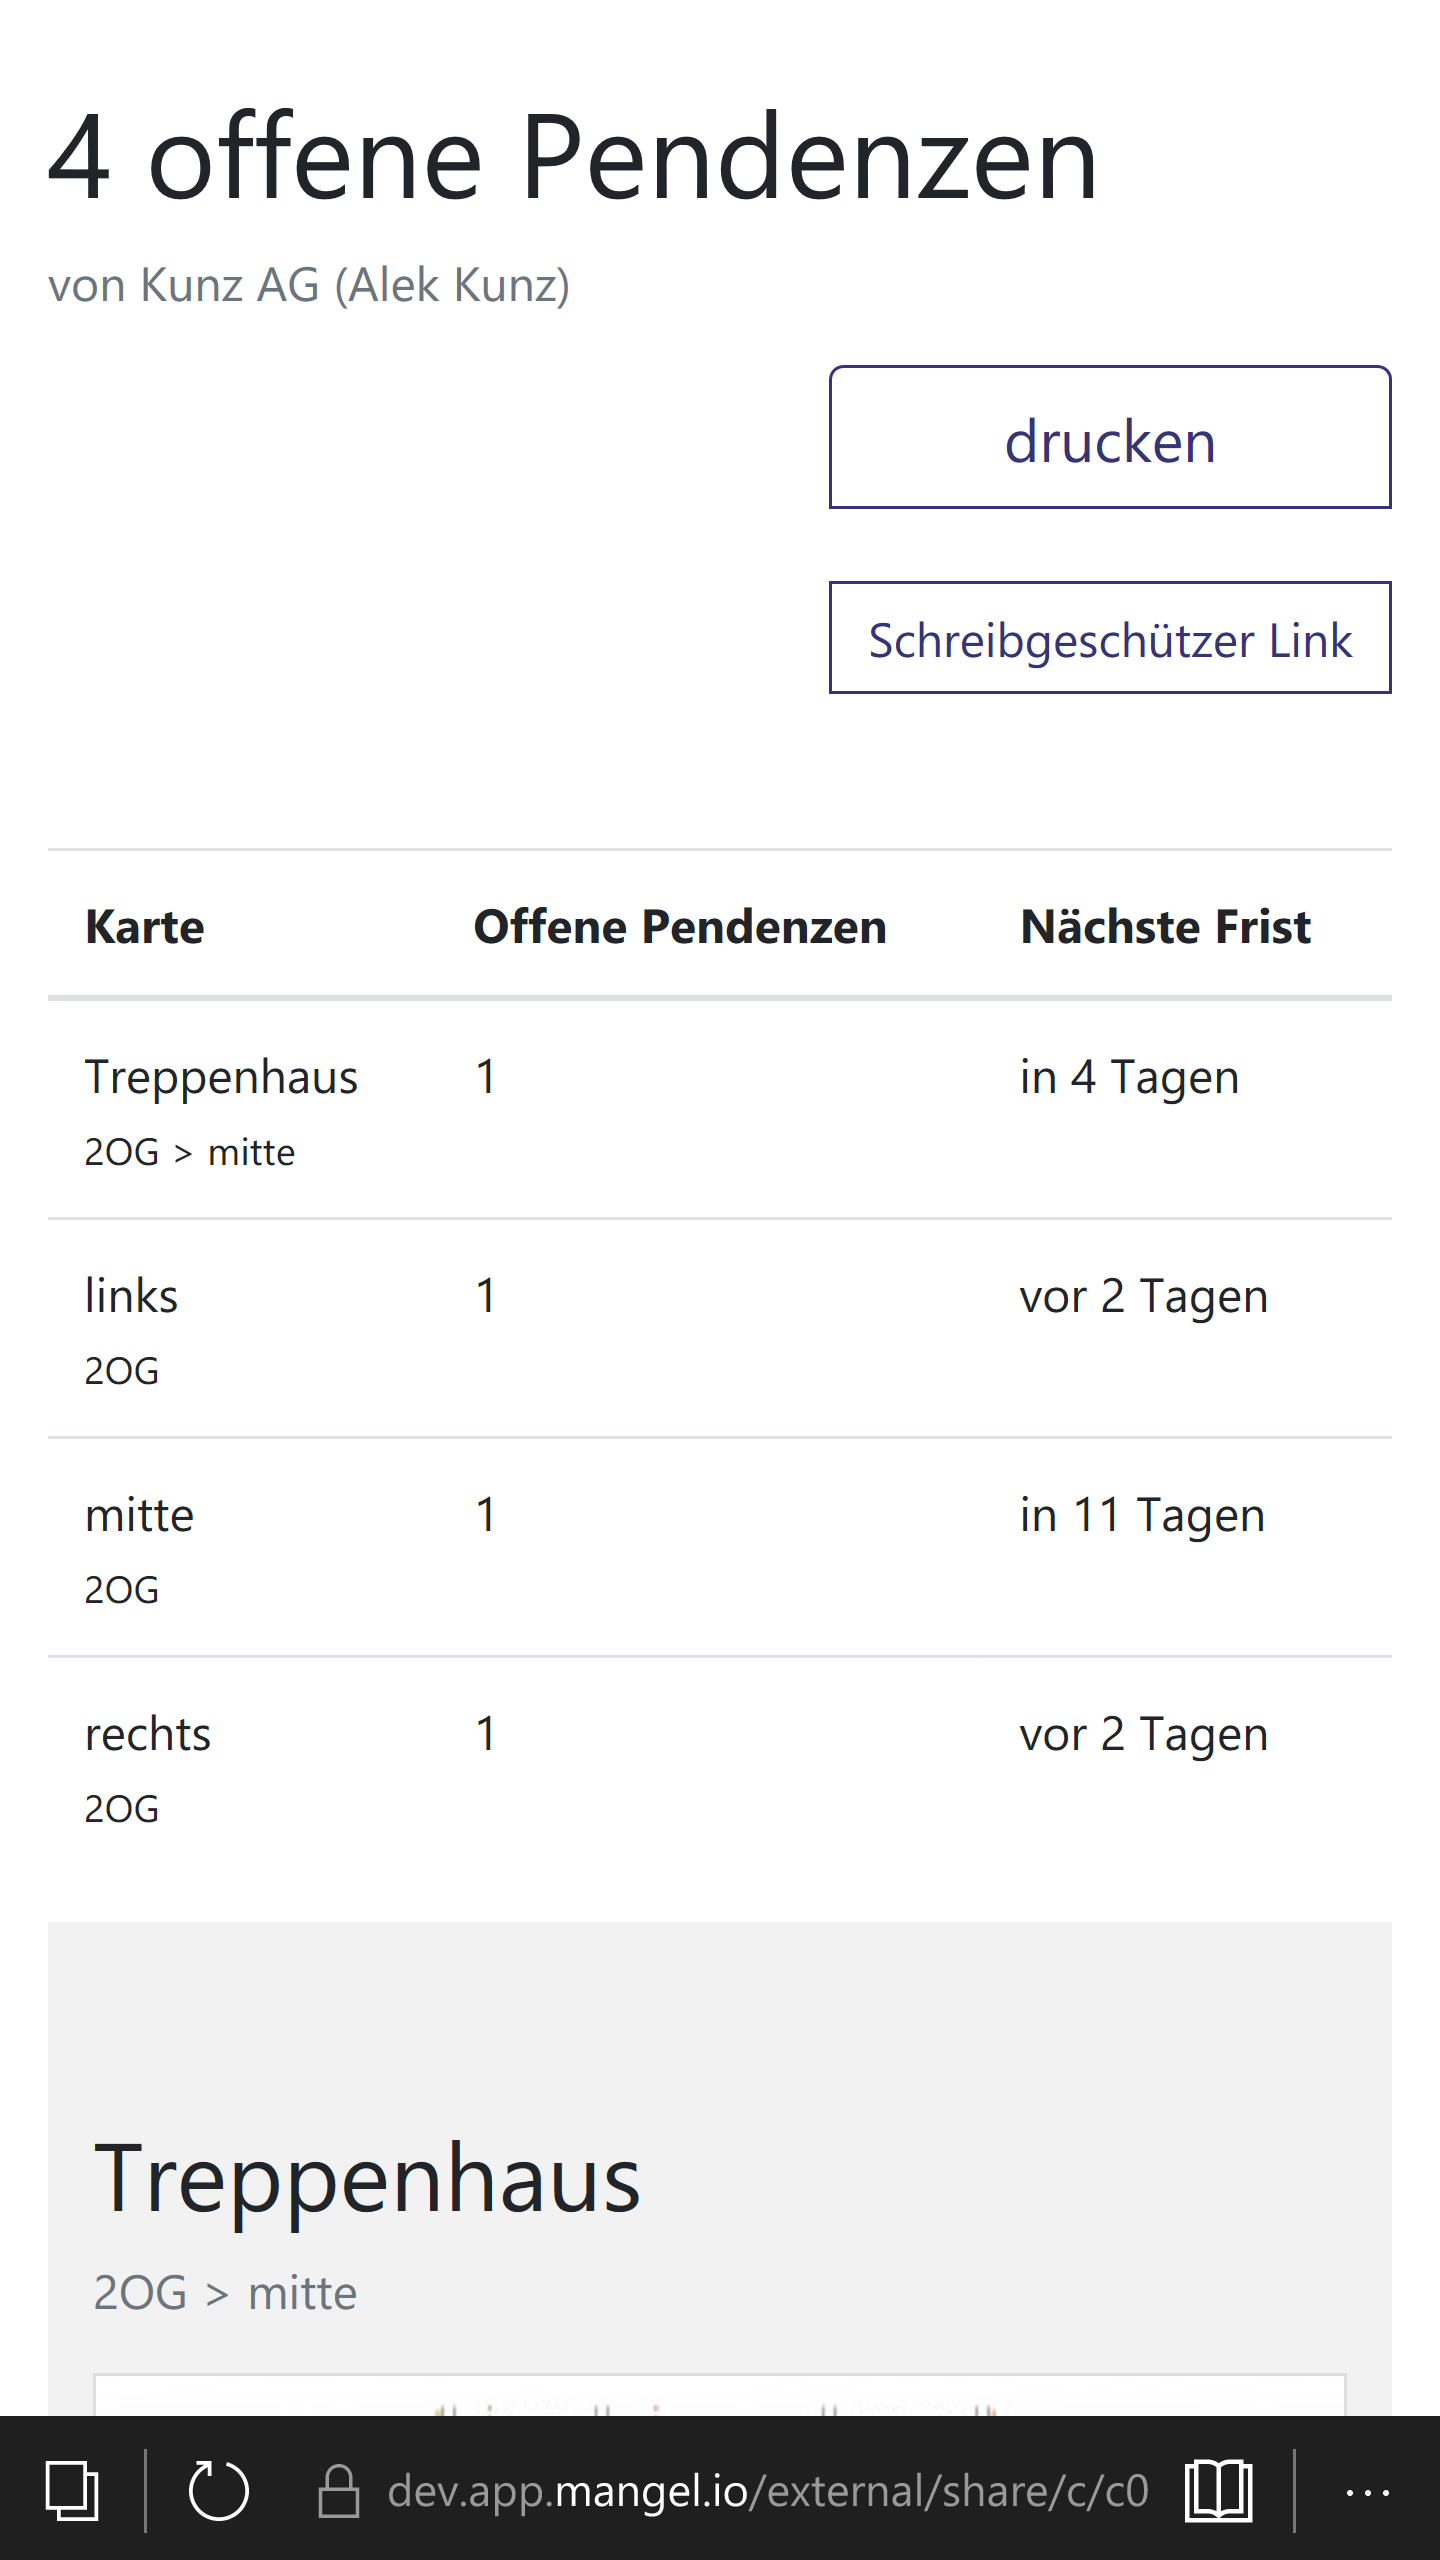 4 offene Pendenzen
von Kunz AG (Alek Kunz)
drucken
Schreibgeschützer Link
Karte Offene Pendenzen Nächste Frist
Treppenhaus 1 in 4 Tagen
2OG > mitte
links 1 vor 2 Tagen
2OG
mitte 1 in 11 Tagen
2OG
rechts 1 vor 2 Tagen
2OG
Treppenhaus
2OG > mitte
dev.app.mangel.io/external/share/c/c0